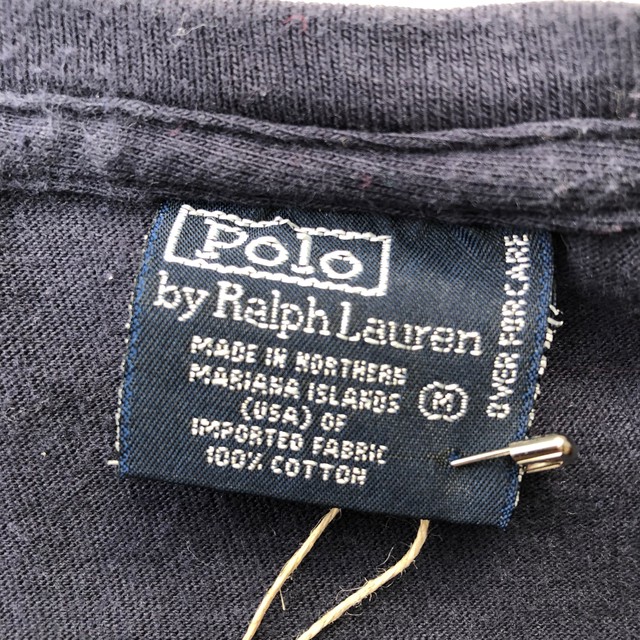 Polo
by Ralph Lauren
MADE IN NORTHERN
MARIANA ISLANDS
(USA) OF
IMPORTED FABRIC
100% COTTON
M
OVER FOR CARE